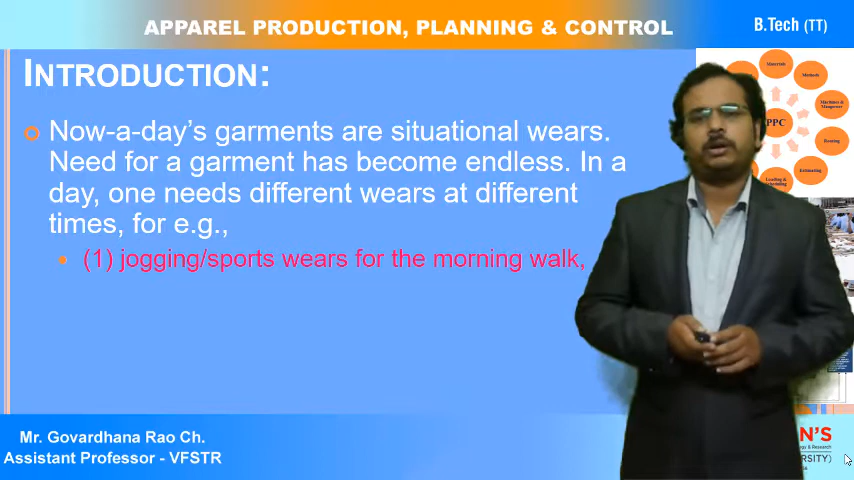 APPAREL PRODUCTION, PLANNING & CONTROL
B.Tech (TT)
INTRODUCTION:
Now-a-day's garments are situational wears.
Need for a garment has become endless. In a
day, one needs different wears at different
times, for e.g.,
(1) jogging/sports wears for the morning walk,
Materials
Methods
Machines &
Manpower
PPC
Routing
Estimating
Loading &
Scheduling
Mr. Govardhana Rao Ch.
Assistant Professor - VFSTR
N'S
RSITY)